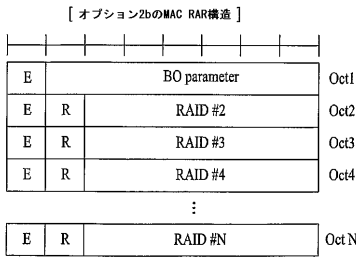 [ オプション2bのMAC RAR構造 ]
E BO parameter Oct1
E R RAID #2 Oct2
E R RAID #3 Oct3
E R RAID #4 Oct4
⋮
E R RAID #N Oct N